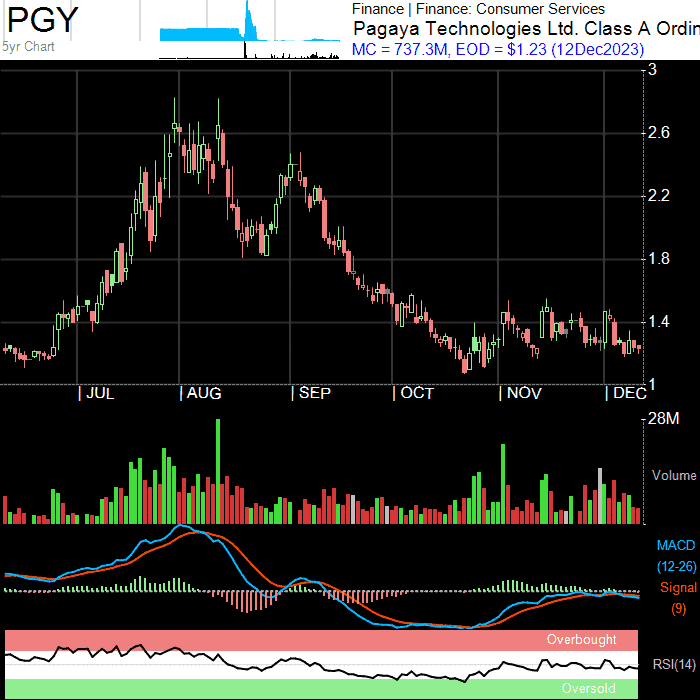 PGY
5yr Chart
Finance | Finance: Consumer Services
Pagaya Technologies Ltd. Class A Ordin
MC = 737.3M, EOD = $1.23 (12Dec2023)
3
2.6
2.2
1.8
1.4
1
| JUL | AUG | SEP | OCT | NOV | DEC
28M
Volume
MACD
(12-26)
Signal
(9)
Overbought
RSI(14)
Oversold